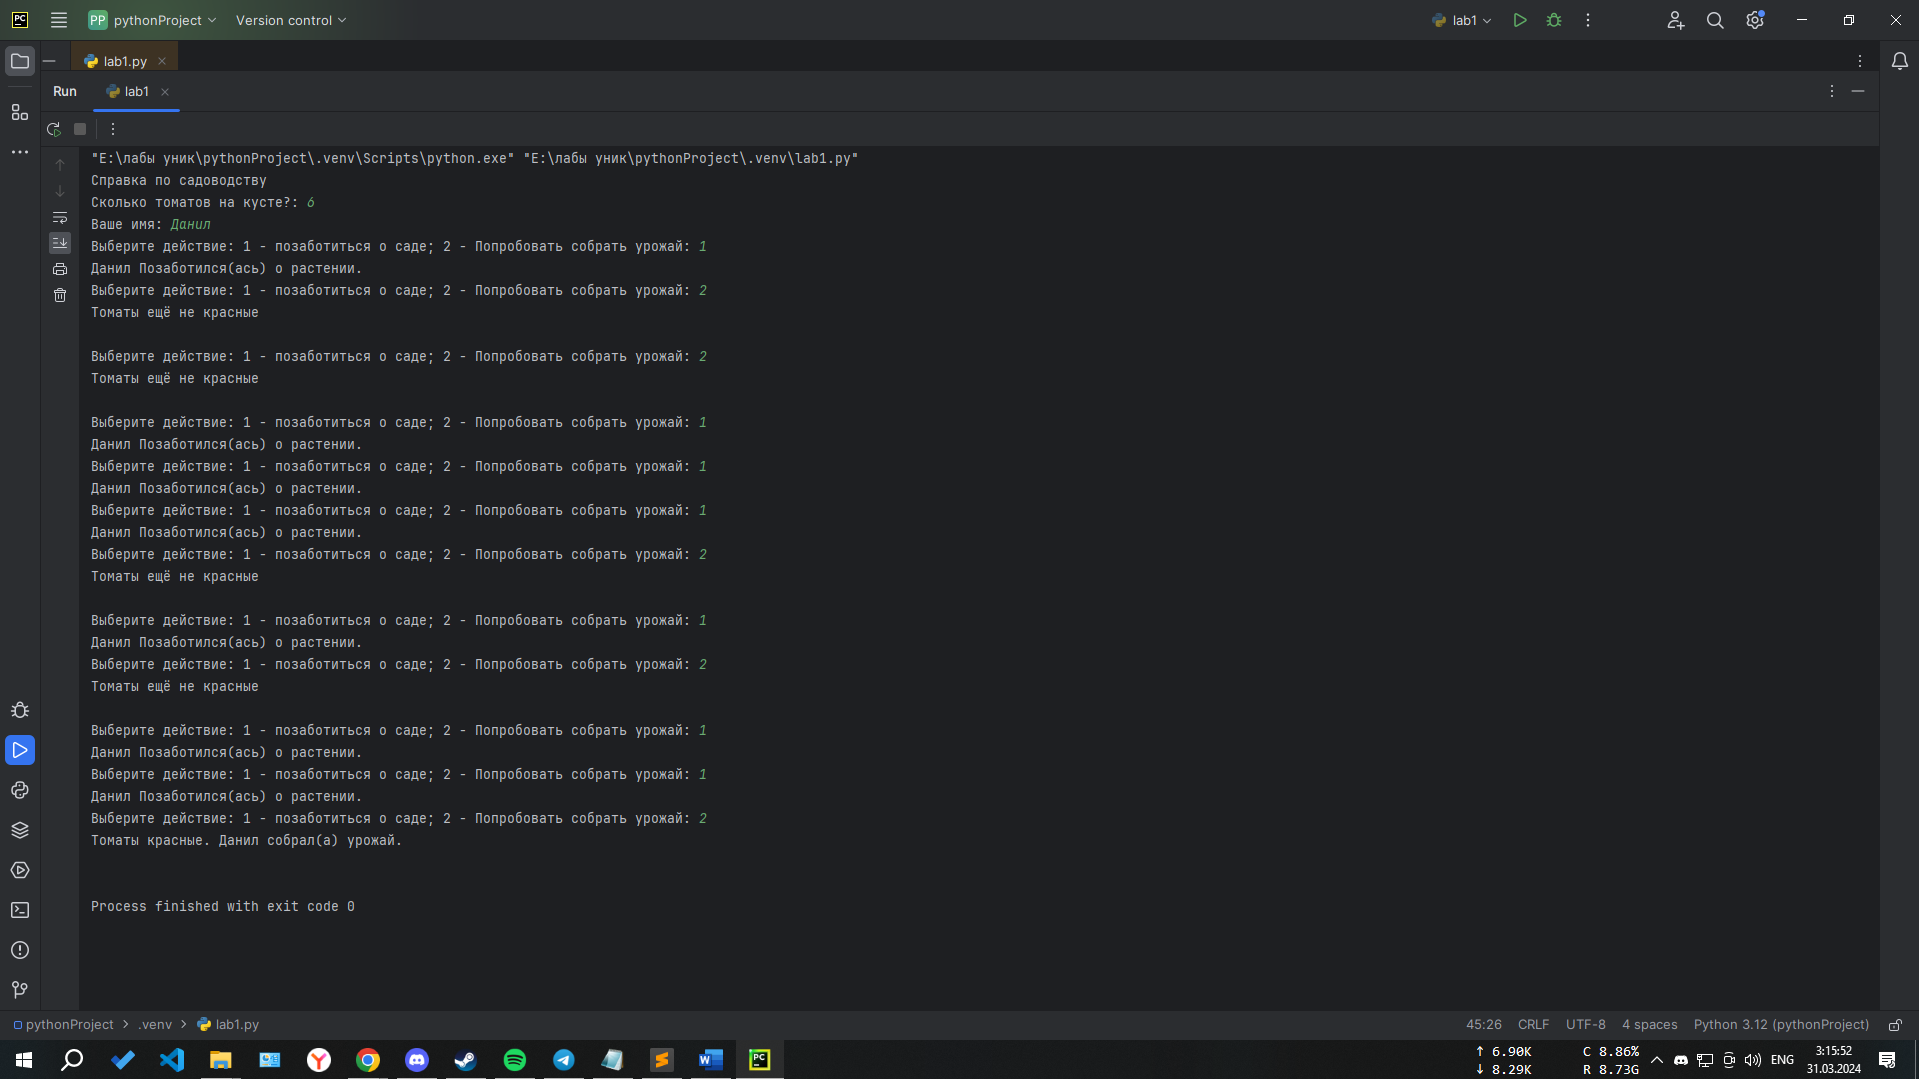 PC PP pythonProject Version control lab1
lab1.py
Run lab1
"E:\лабы уник\pythonProject\.venv\Scripts\python.exe" "E:\лабы уник\pythonProject\.venv\lab1.py"
Справка по садоводству
Сколько томатов на кусте?: 6
Ваше имя: Данил
Выберите действие: 1 - позаботиться о саде; 2 - Попробовать собрать урожай: 1
Данил Позаботился(ась) о растении.
Выберите действие: 1 - позаботиться о саде; 2 - Попробовать собрать урожай: 2
Томаты ещё не красные
Выберите действие: 1 - позаботиться о саде; 2 - Попробовать собрать урожай: 2
Томаты ещё не красные
Выберите действие: 1 - позаботиться о саде; 2 - Попробовать собрать урожай: 1
Данил Позаботился(ась) о растении.
Выберите действие: 1 - позаботиться о саде; 2 - Попробовать собрать урожай: 1
Данил Позаботился(ась) о растении.
Выберите действие: 1 - позаботиться о саде; 2 - Попробовать собрать урожай: 1
Данил Позаботился(ась) о растении.
Выберите действие: 1 - позаботиться о саде; 2 - Попробовать собрать урожай: 2
Томаты ещё не красные
Выберите действие: 1 - позаботиться о саде; 2 - Попробовать собрать урожай: 1
Данил Позаботился(ась) о растении.
Выберите действие: 1 - позаботиться о саде; 2 - Попробовать собрать урожай: 2
Томаты ещё не красные
Выберите действие: 1 - позаботиться о саде; 2 - Попробовать собрать урожай: 1
Данил Позаботился(ась) о растении.
Выберите действие: 1 - позаботиться о саде; 2 - Попробовать собрать урожай: 1
Данил Позаботился(ась) о растении.
Выберите действие: 1 - позаботиться о саде; 2 - Попробовать собрать урожай: 2
Томаты красные. Данил собрал(а) урожай.
Process finished with exit code 0
pythonProject > .venv > lab1.py 45:26 CRLF UTF-8 4 spaces Python 3.12 (pythonProject)
↑ 6.90K C 8.86% ENG 3:15:52
↓ 8.29K R 8.73G 31.03.2024